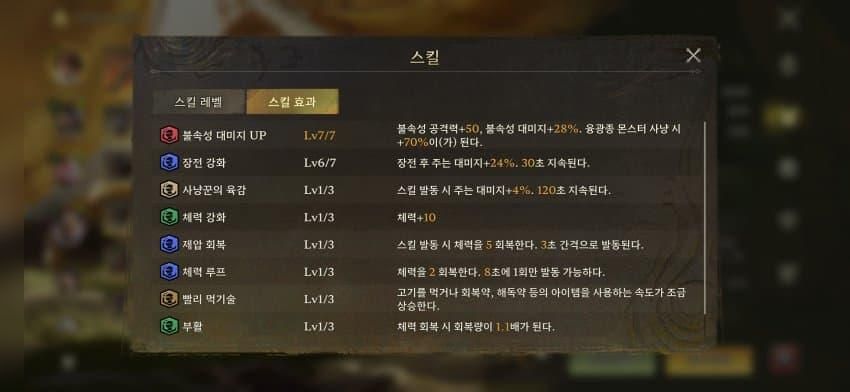 스킬
스킬 레벨 스킬 효과
불속성 대미지 UP Lv7/7 불속성 공격력+50, 불속성 대미지+28%. 융광종 몬스터 사냥 시
+70%이(가) 된다.
장전 강화 Lv6/7 장전 후 주는 대미지+24%. 30초 지속된다.
사냥꾼의 육감 Lv1/3 스킬 발동 시 주는 대미지+4%. 120초 지속된다.
체력 강화 Lv1/3 체력+10
제압 회복 Lv1/3 스킬 발동 시 체력을 5 회복한다. 3초 간격으로 발동된다.
체력 루프 Lv1/3 체력을 2 회복한다. 8초에 1회만 발동 가능하다.
빨리 먹기술 Lv1/3 고기를 먹거나 회복약, 해독약 등의 아이템을 사용하는 속도가 조금
상승한다.
부활 Lv1/3 체력 회복 시 회복량이 1.1배가 된다.